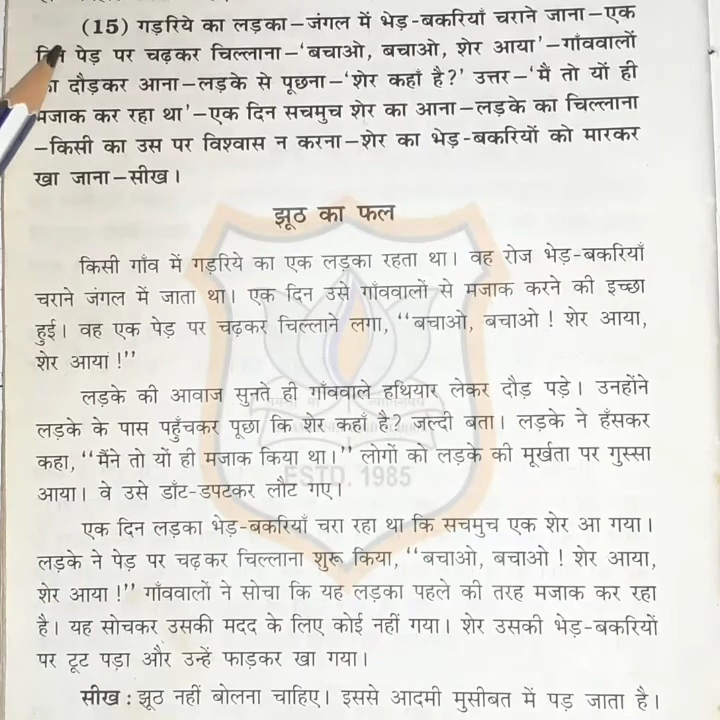 (15) गड़रिये का लड़का–जंगल में भेड़-बकरियाँ चराने जाना–एक
पेड़ पर चढ़कर चिल्लाना–‘बचाओ, बचाओ, शेर आया’–गाँववालों
दौड़कर आना–लड़के से पूछना–‘शेर कहाँ है?’ उत्तर–‘मैं तो यों ही
मजाक कर रहा था’–एक दिन सचमुच शेर का आना–लड़के का चिल्लाना
–किसी का उस पर विश्वास न करना–शेर का भेड़-बकरियों को मारकर
खा जाना–सीख।
झूठ का फल
किसी गाँव में गड़रिये का एक लड़का रहता था। वह रोज भेड़-बकरियाँ
चराने जंगल में जाता था। एक दिन उसे गाँववालों से मजाक करने की इच्छा
हुई। वह एक पेड़ पर चढ़कर चिल्लाने लगा, ‘‘बचाओ, बचाओ ! शेर आया,
शेर आया !’’
लड़के की आवाज सुनते ही गाँववाले हथियार लेकर दौड़ पड़े। उनहोंने
लड़के के पास पहुँचकर पूछा कि शेर कहाँ है? जल्दी बता। लड़के ने हँसकर
कहा, ‘‘मैंने तो यों ही मजाक किया था।’’ लोगों को लड़के की मूर्खता पर गुस्सा
आया। वे उसे डाँट-डपटकर लौट गए।
ESTD. 1985
एक दिन लड़का भेड़-बकरियाँ चरा रहा था कि सचमुच एक शेर आ गया।
लड़के ने पेड़ पर चढ़कर चिल्लाना शुरू किया, ‘‘बचाओ, बचाओ ! शेर आया,
शेर आया !’’ गाँववालों ने सोचा कि यह लड़का पहले की तरह मजाक कर रहा
है। यह सोचकर उसकी मदद के लिए कोई नहीं गया। शेर उसकी भेड़-बकरियों
पर टूट पड़ा और उन्हें फाड़कर खा गया।
सीख : झूठ नहीं बोलना चाहिए। इससे आदमी मुसीबत में पड़ जाता है।